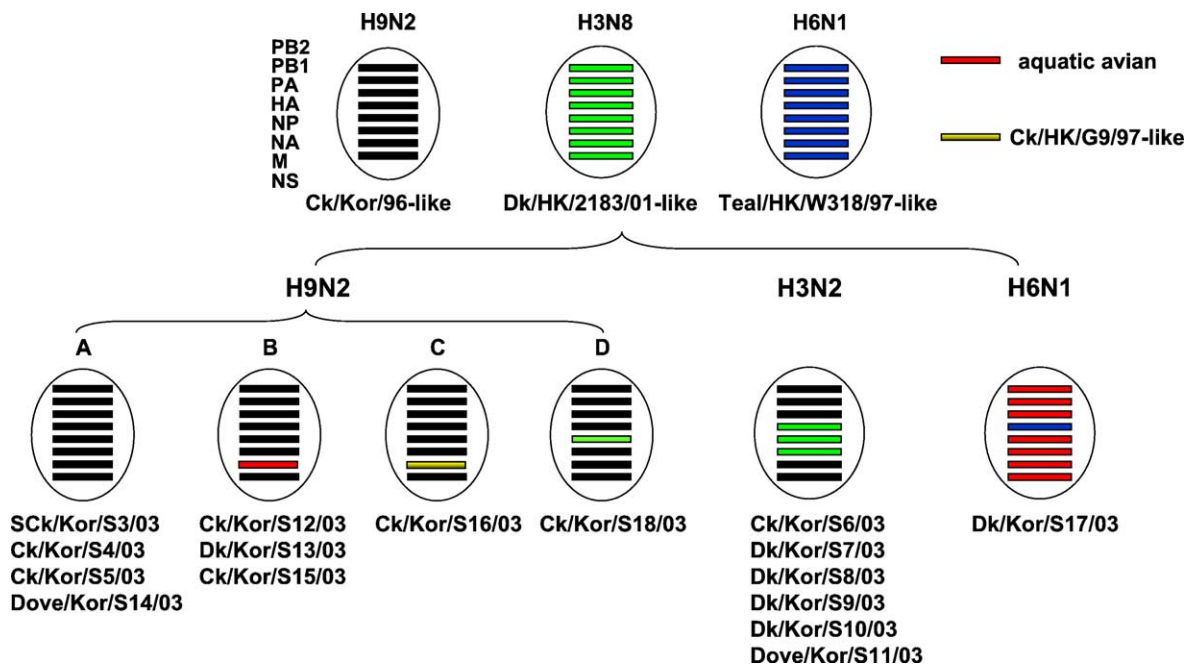 H9N2
H3N8
H6N1
PB2
PB1
PA
HA
NP
NA
M
NS
aquatic avian
Ck/HK/G9/97-like
Ck/Kor/96-like
Dk/HK/2183/01-like
Teal/HK/W318/97-like
H9N2
H3N2
H6N1
A
B
C
D
SCk/Kor/S3/03
Ck/Kor/S4/03
Ck/Kor/S5/03
Dove/Kor/S14/03
Ck/Kor/S12/03
Dk/Kor/S13/03
Ck/Kor/S15/03
Ck/Kor/S16/03
Ck/Kor/S18/03
Ck/Kor/S6/03
Dk/Kor/S7/03
Dk/Kor/S8/03
Dk/Kor/S9/03
Dk/Kor/S10/03
Dove/Kor/S11/03
Dk/Kor/S17/03